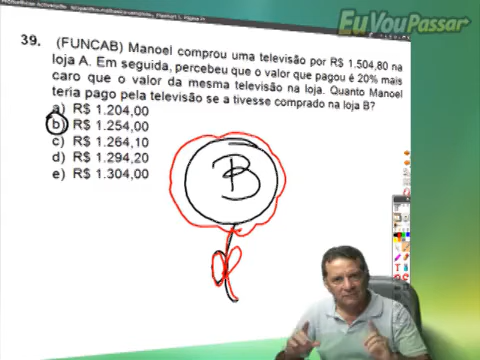 EuVouPassar
39. (FUNCAB) Manoel comprou uma televisão por R$ 1.504,80 na
loja A. Em seguida, percebeu que o valor que pagou é 20% mais
caro que o valor da mesma televisão na loja. Quanto Manoel
teria pago pela televisão se a tivesse comprado na loja B?
a) R$ 1.204,00
b) R$ 1.254,00
c) R$ 1.264,10
d) R$ 1.294,20
e) R$ 1.304,00
B